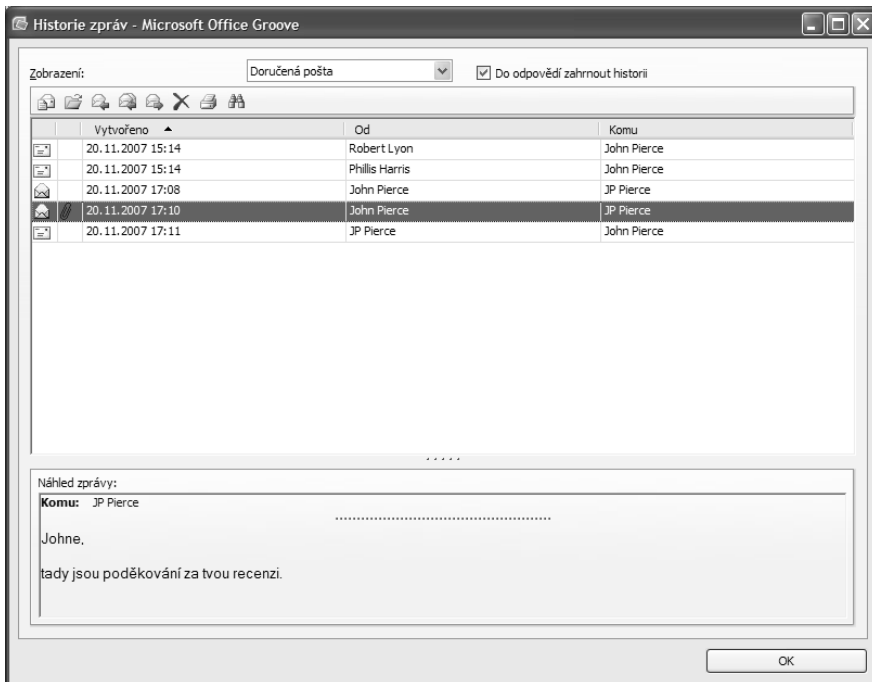 Historie zpráv - Microsoft Office Groove
Zobrazení: Doručená pošta Do odpovědí zahrnout historii
Vytvořeno Od Komu
20.11.2007 15:14 Robert Lyon John Pierce
20.11.2007 15:14 Phillis Harris John Pierce
20.11.2007 17:08 John Pierce JP Pierce
20.11.2007 17:10 John Pierce JP Pierce
20.11.2007 17:11 JP Pierce John Pierce
Náhled zprávy:
Komu: JP Pierce
Johne,
tady jsou poděkování za tvou recenzi.
OK